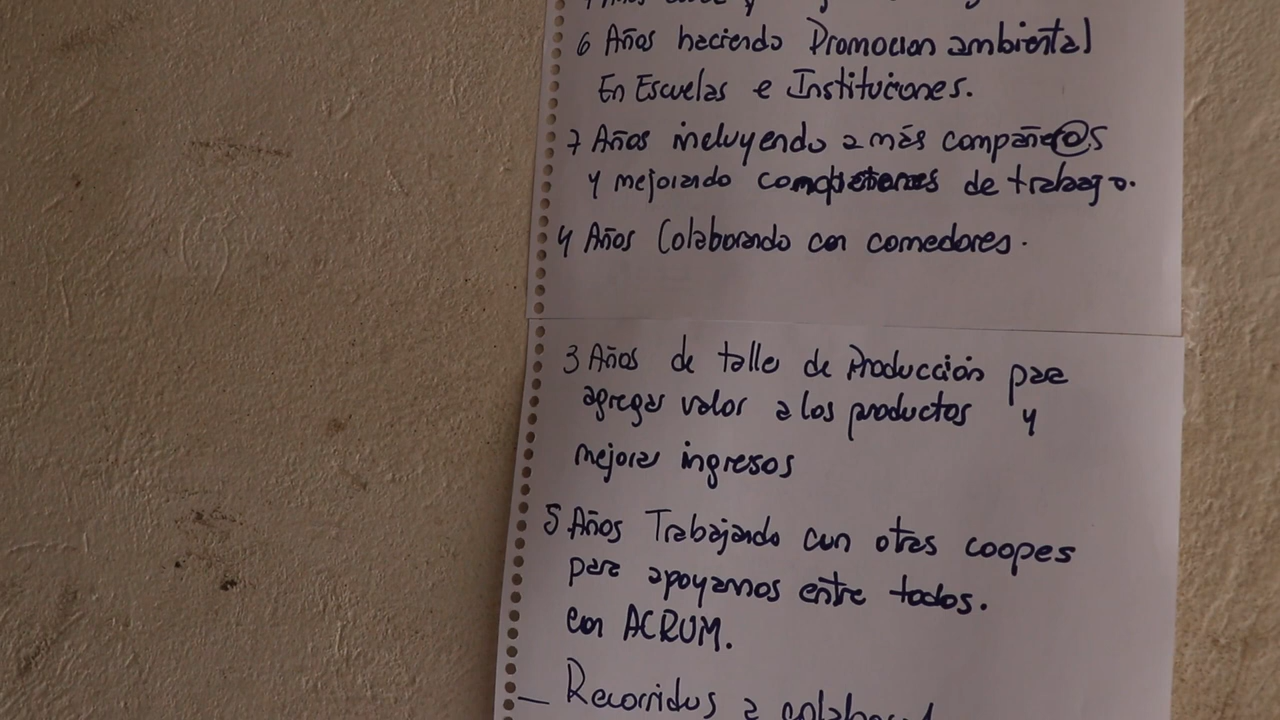 6 Años haciendo Promocion ambiental
En Escuelas e Instituciones.
7 Años incluyendo a más compañer@s
y mejorando de trabajo.
4 Años Colaborando con comedores.
3 Años de talle de Producción para
agregar valor a los productos y
mejorar ingresos
5 Años Trabajando con otras coopes
para apoyarnos entre todos.
con ACRUM.
— Recorridos a